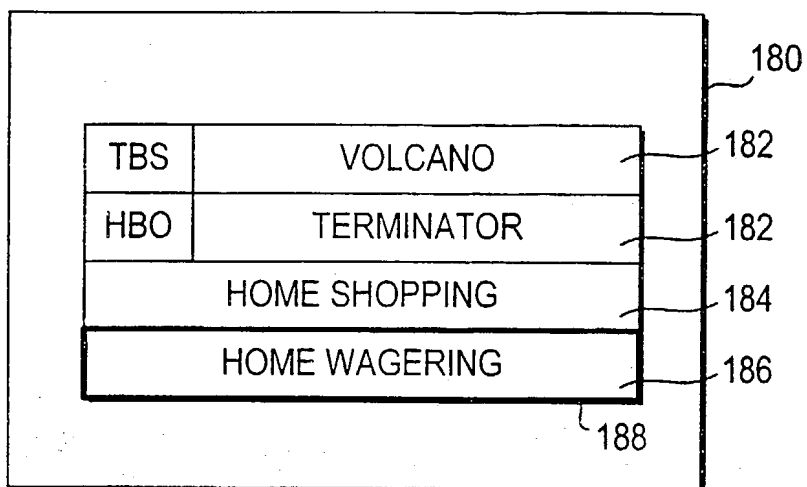 180
TBS VOLCANO 182
HBO TERMINATOR 182
HOME SHOPPING 184
HOME WAGERING 186
188